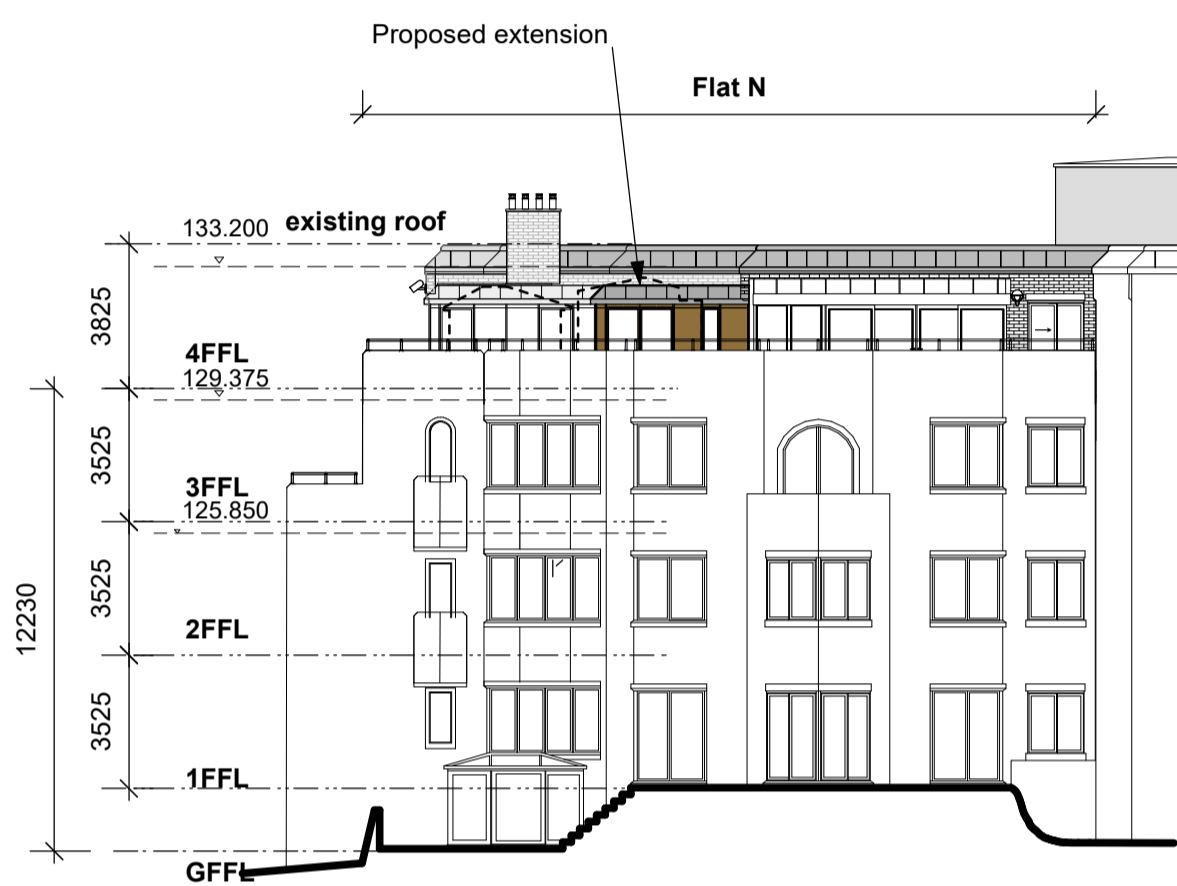 Proposed extension
Flat N
133.200 existing roof
3825
4FFL
129.375
3525
3FFL
125.850
3525
12230
2FFL
3525
1FFL
GFFL